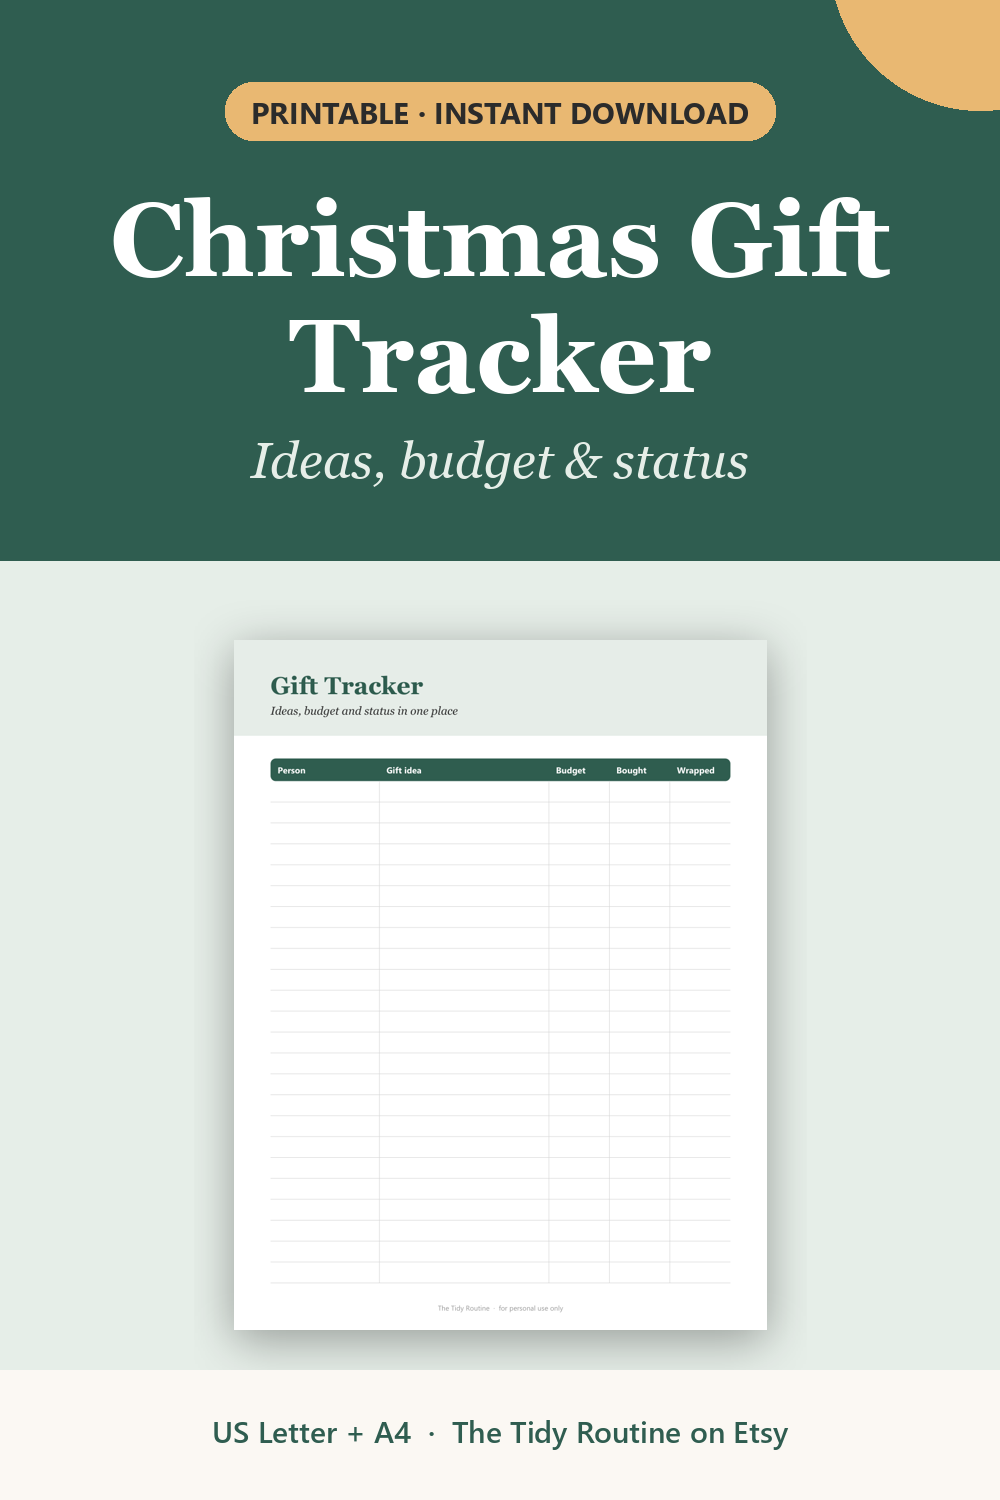 PRINTABLE · INSTANT DOWNLOAD
Christmas Gift
Tracker
Ideas, budget & status
Gift Tracker
Ideas, budget and status in one place
Person Gift idea Budget Bought Wrapped
The Tidy Routine · for personal use only
US Letter + A4 · The Tidy Routine on Etsy